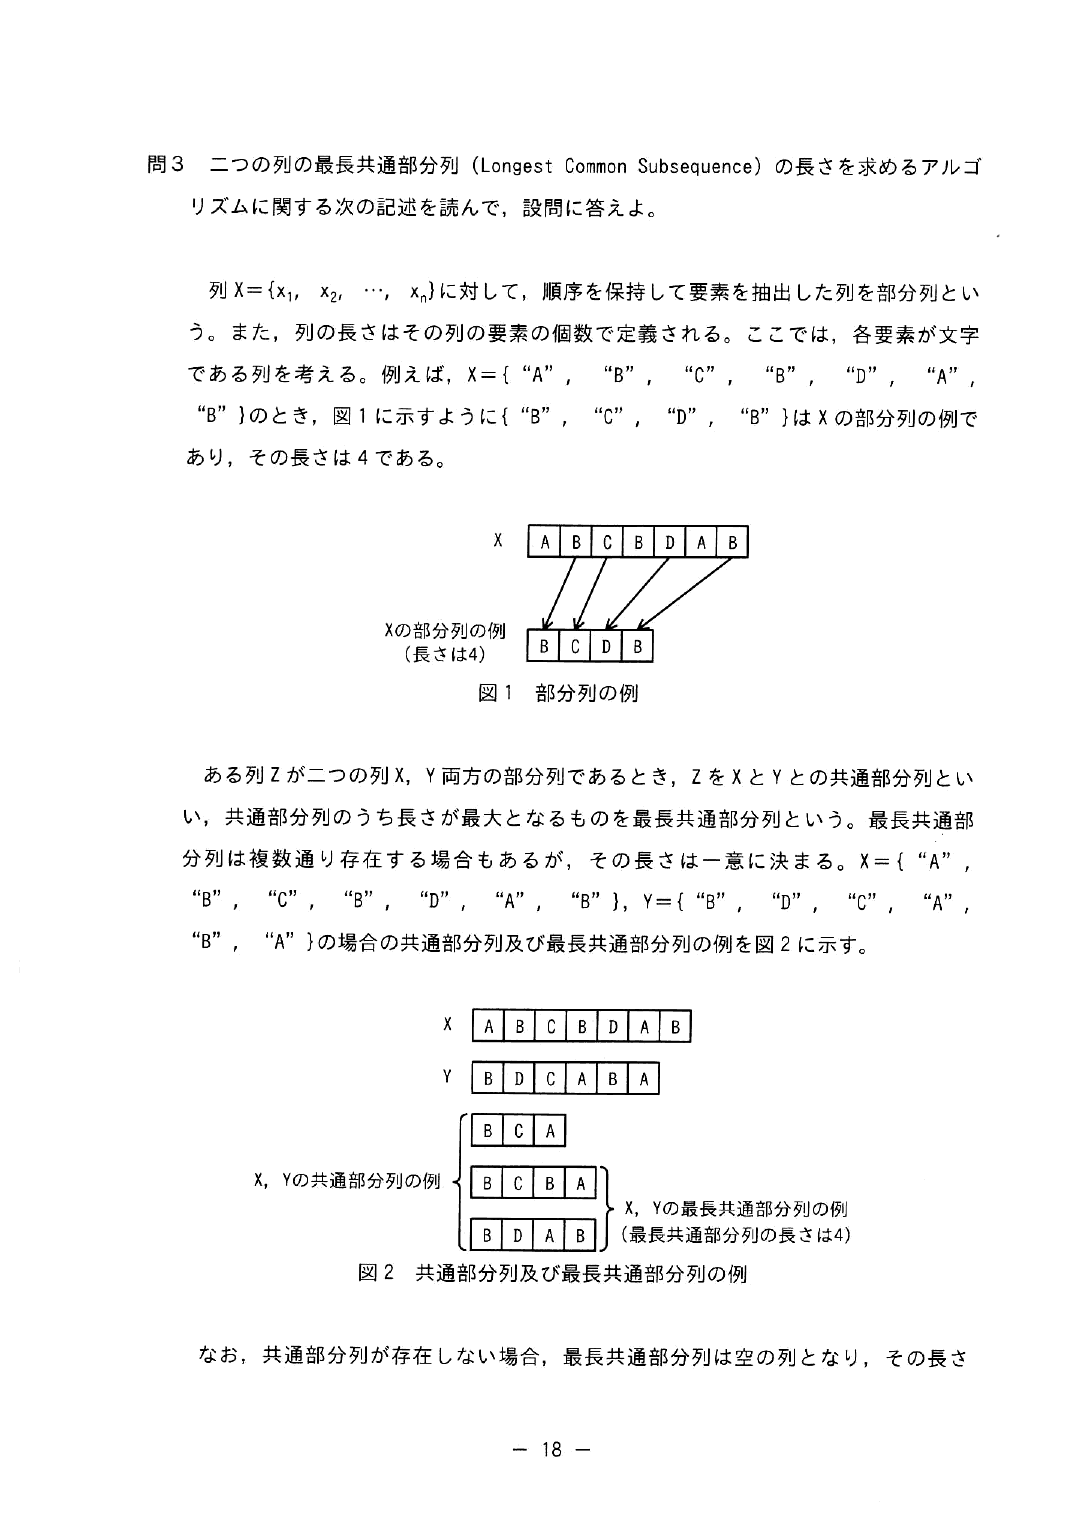 問3　二つの列の最長共通部分列（Longest Common Subsequence）の長さを求めるアルゴ
リズムに関する次の記述を読んで，設問に答えよ。
列 X＝{x₁, x₂, …, xₙ}に対して，順序を保持して要素を抽出した列を部分列とい
う。また，列の長さはその列の要素の個数で定義される。ここでは，各要素が文字
である列を考える。例えば，X＝{ “A”, “B”, “C”, “B”, “D”, “A”,
“B” }のとき，図1に示すように{ “B”, “C”, “D”, “B” }は X の部分列の例で
あり，その長さは 4 である。
X A B C B D A B
Xの部分列の例
（長さは4）
B C D B
図1　部分列の例
ある列 Z が二つの列 X，Y 両方の部分列であるとき，Z を X と Y との共通部分列とい
い，共通部分列のうち長さが最大となるものを最長共通部分列という。最長共通部
分列は複数通り存在する場合もあるが，その長さは一意に決まる。X＝{ “A”,
“B”, “C”, “B”, “D”, “A”, “B” }，Y＝{ “B”, “D”, “C”, “A”,
“B”, “A” }の場合の共通部分列及び最長共通部分列の例を図2に示す。
X A B C B D A B
Y B D C A B A
B C A
X，Yの共通部分列の例
B C B A
X，Yの最長共通部分列の例
（最長共通部分列の長さは4）
B D A B
図2　共通部分列及び最長共通部分列の例
なお，共通部分列が存在しない場合，最長共通部分列は空の列となり，その長さ
－ 18 －